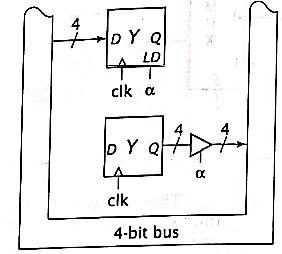 4
D Y Q
LD
clk α
4 4
D Y Q
α
clk
4-bit bus